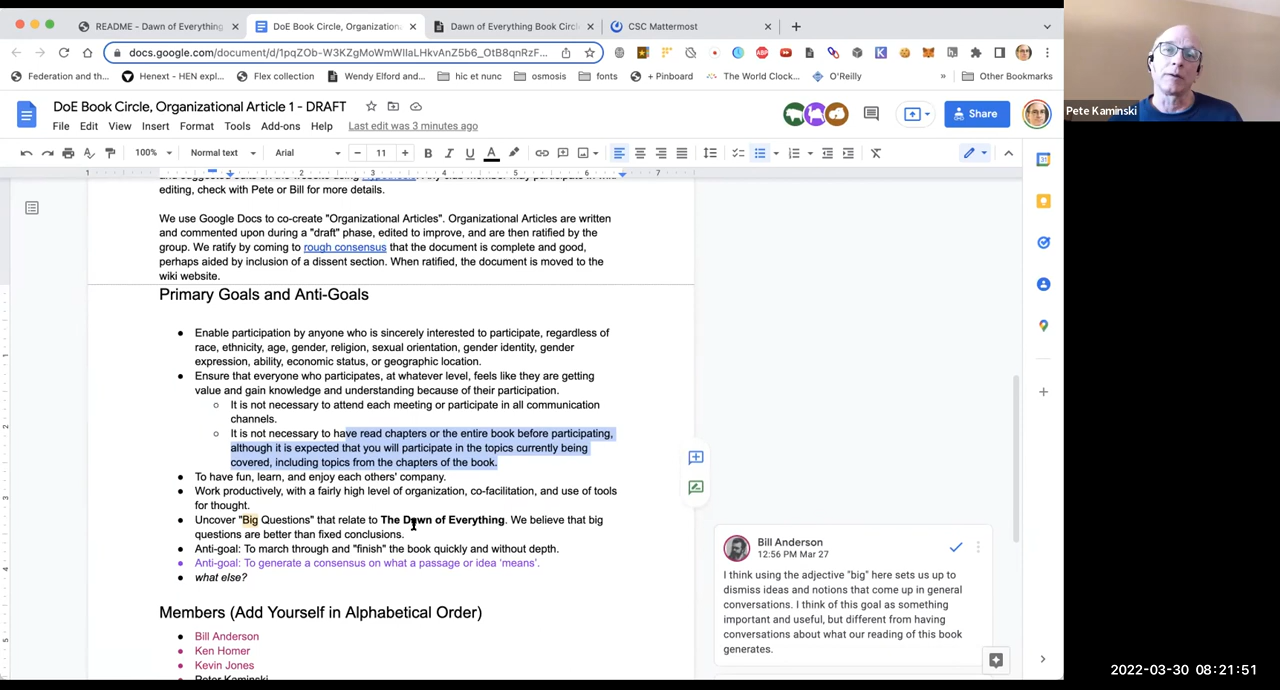 README - Dawn of Everything
DoE Book Circle, Organizationa
Dawn of Everything Book Circl
CSC Mattermost
docs.google.com/document/d/1pqZOb-W3KZgMoWmWIIaLHkvAnZ5b6_OtB8qnRzF...
Federation and th...
Henext - HEN expl...
Flex collection
Wendy Elford and...
hic et nunc
osmosis
fonts
+ Pinboard
The World Clock...
O'Reilly
»
Other Bookmarks
DoE Book Circle, Organizational Article 1 - DRAFT
File Edit View Insert Format Tools Add-ons Help Last edit was 3 minutes ago
Share
Pete Kaminski
100% Normal text Arial 11 B I U A
1 1 2 3 4 5 6 7
editing, check with Pete or Bill for more details.
We use Google Docs to co-create "Organizational Articles". Organizational Articles are written
and commented upon during a "draft" phase, edited to improve, and are then ratified by the
group. We ratify by coming to rough consensus that the document is complete and good,
perhaps aided by inclusion of a dissent section. When ratified, the document is moved to the
wiki website.
Primary Goals and Anti-Goals
● Enable participation by anyone who is sincerely interested to participate, regardless of
race, ethnicity, age, gender, religion, sexual orientation, gender identity, gender
expression, ability, economic status, or geographic location.
● Ensure that everyone who participates, at whatever level, feels like they are getting
value and gain knowledge and understanding because of their participation.
○ It is not necessary to attend each meeting or participate in all communication
channels.
○ It is not necessary to have read chapters or the entire book before participating,
although it is expected that you will participate in the topics currently being
covered, including topics from the chapters of the book.
● To have fun, learn, and enjoy each others' company.
● Work productively, with a fairly high level of organization, co-facilitation, and use of tools
for thought.
● Uncover "Big Questions" that relate to The Dawn of Everything. We believe that big
questions are better than fixed conclusions.
● Anti-goal: To march through and "finish" the book quickly and without depth.
● Anti-goal: To generate a consensus on what a passage or idea 'means'.
● what else?
Members (Add Yourself in Alphabetical Order)
● Bill Anderson
● Ken Homer
● Kevin Jones
Peter Kaminski
Bill Anderson
12:56 PM Mar 27
I think using the adjective "big" here sets us up to
dismiss ideas and notions that come up in general
conversations. I think of this goal as something
important and useful, but different from having
conversations about what our reading of this book
generates.
2022-03-30 08:21:51